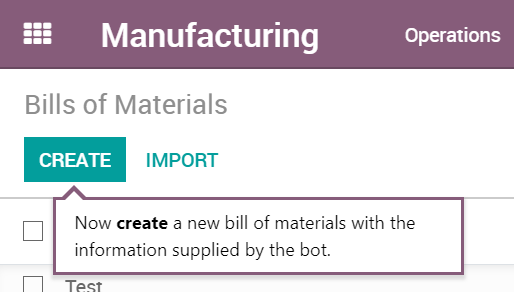 Manufacturing Operations
Bills of Materials
CREATE IMPORT
Now create a new bill of materials with the
information supplied by the bot.
Test